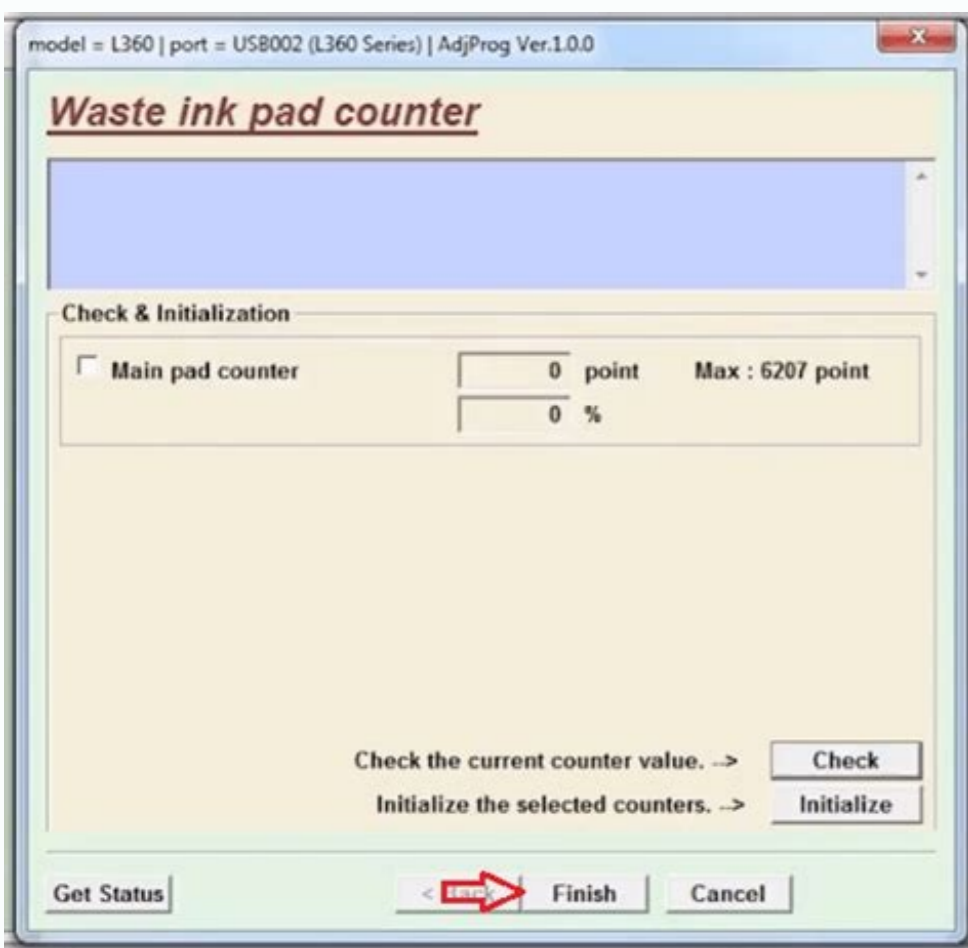 model = L360 | port = USB002 (L360 Series) | AdjProg Ver.1.0.0
Waste ink pad counter
Check & Initialization
Main pad counter 0 point Max : 6207 point
0 %
Check the current counter value. --> Check
Initialize the selected counters. --> Initialize
Get Status < Back Finish Cancel